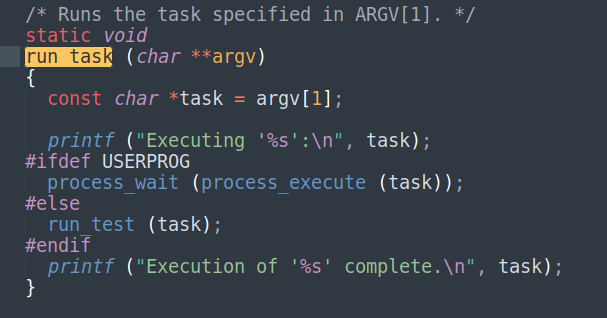 /* Runs the task specified in ARGV[1]. */
static void
run_task (char **argv)
{
  const char *task = argv[1];

  printf ("Executing '%s':\n", task);
#ifdef USERPROG
  process_wait (process_execute (task));
#else
  run_test (task);
#endif
  printf ("Execution of '%s' complete.\n", task);
}